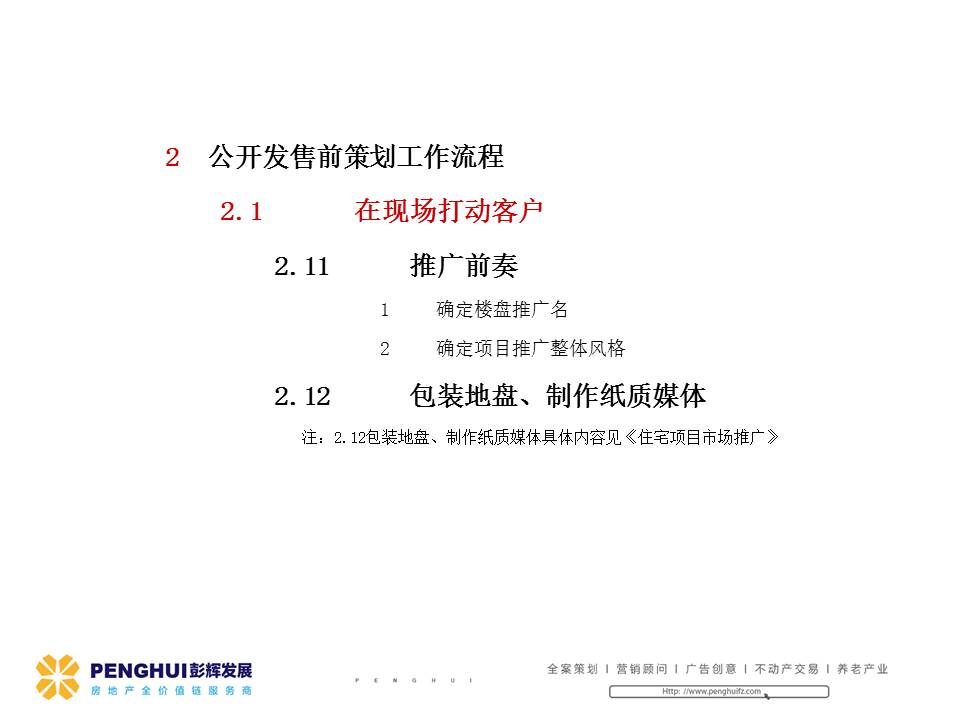 2 公开发售前策划工作流程
2.1 在现场打动客户
2.11 推广前奏
1 确定楼盘推广名
2 确定项目推广整体风格
2.12 包装地盘、制作纸质媒体
注：2.12包装地盘、制作纸质媒体具体内容见《住宅项目市场推广》
PENGHUI彭辉发展
房地产全价值链服务商
PENGHUI
全案策划 I 营销顾问 I 广告创意 I 不动产交易 I 养老产业
Http: //www.penghuifz.com